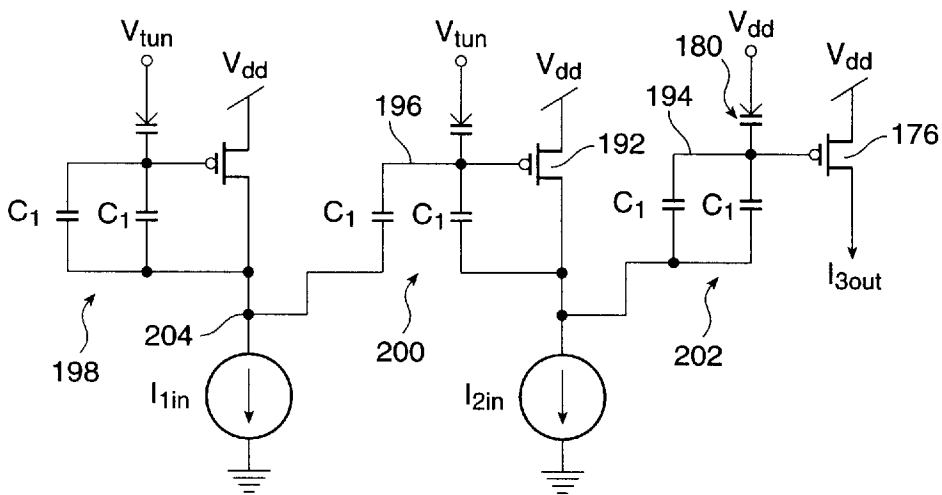 V_tun
V_dd
V_tun
V_dd
V_dd
180
V_dd
196
194
192
176
C_1
C_1
C_1
C_1
C_1
C_1
I_3out
204
198
200
202
I_1in
I_2in